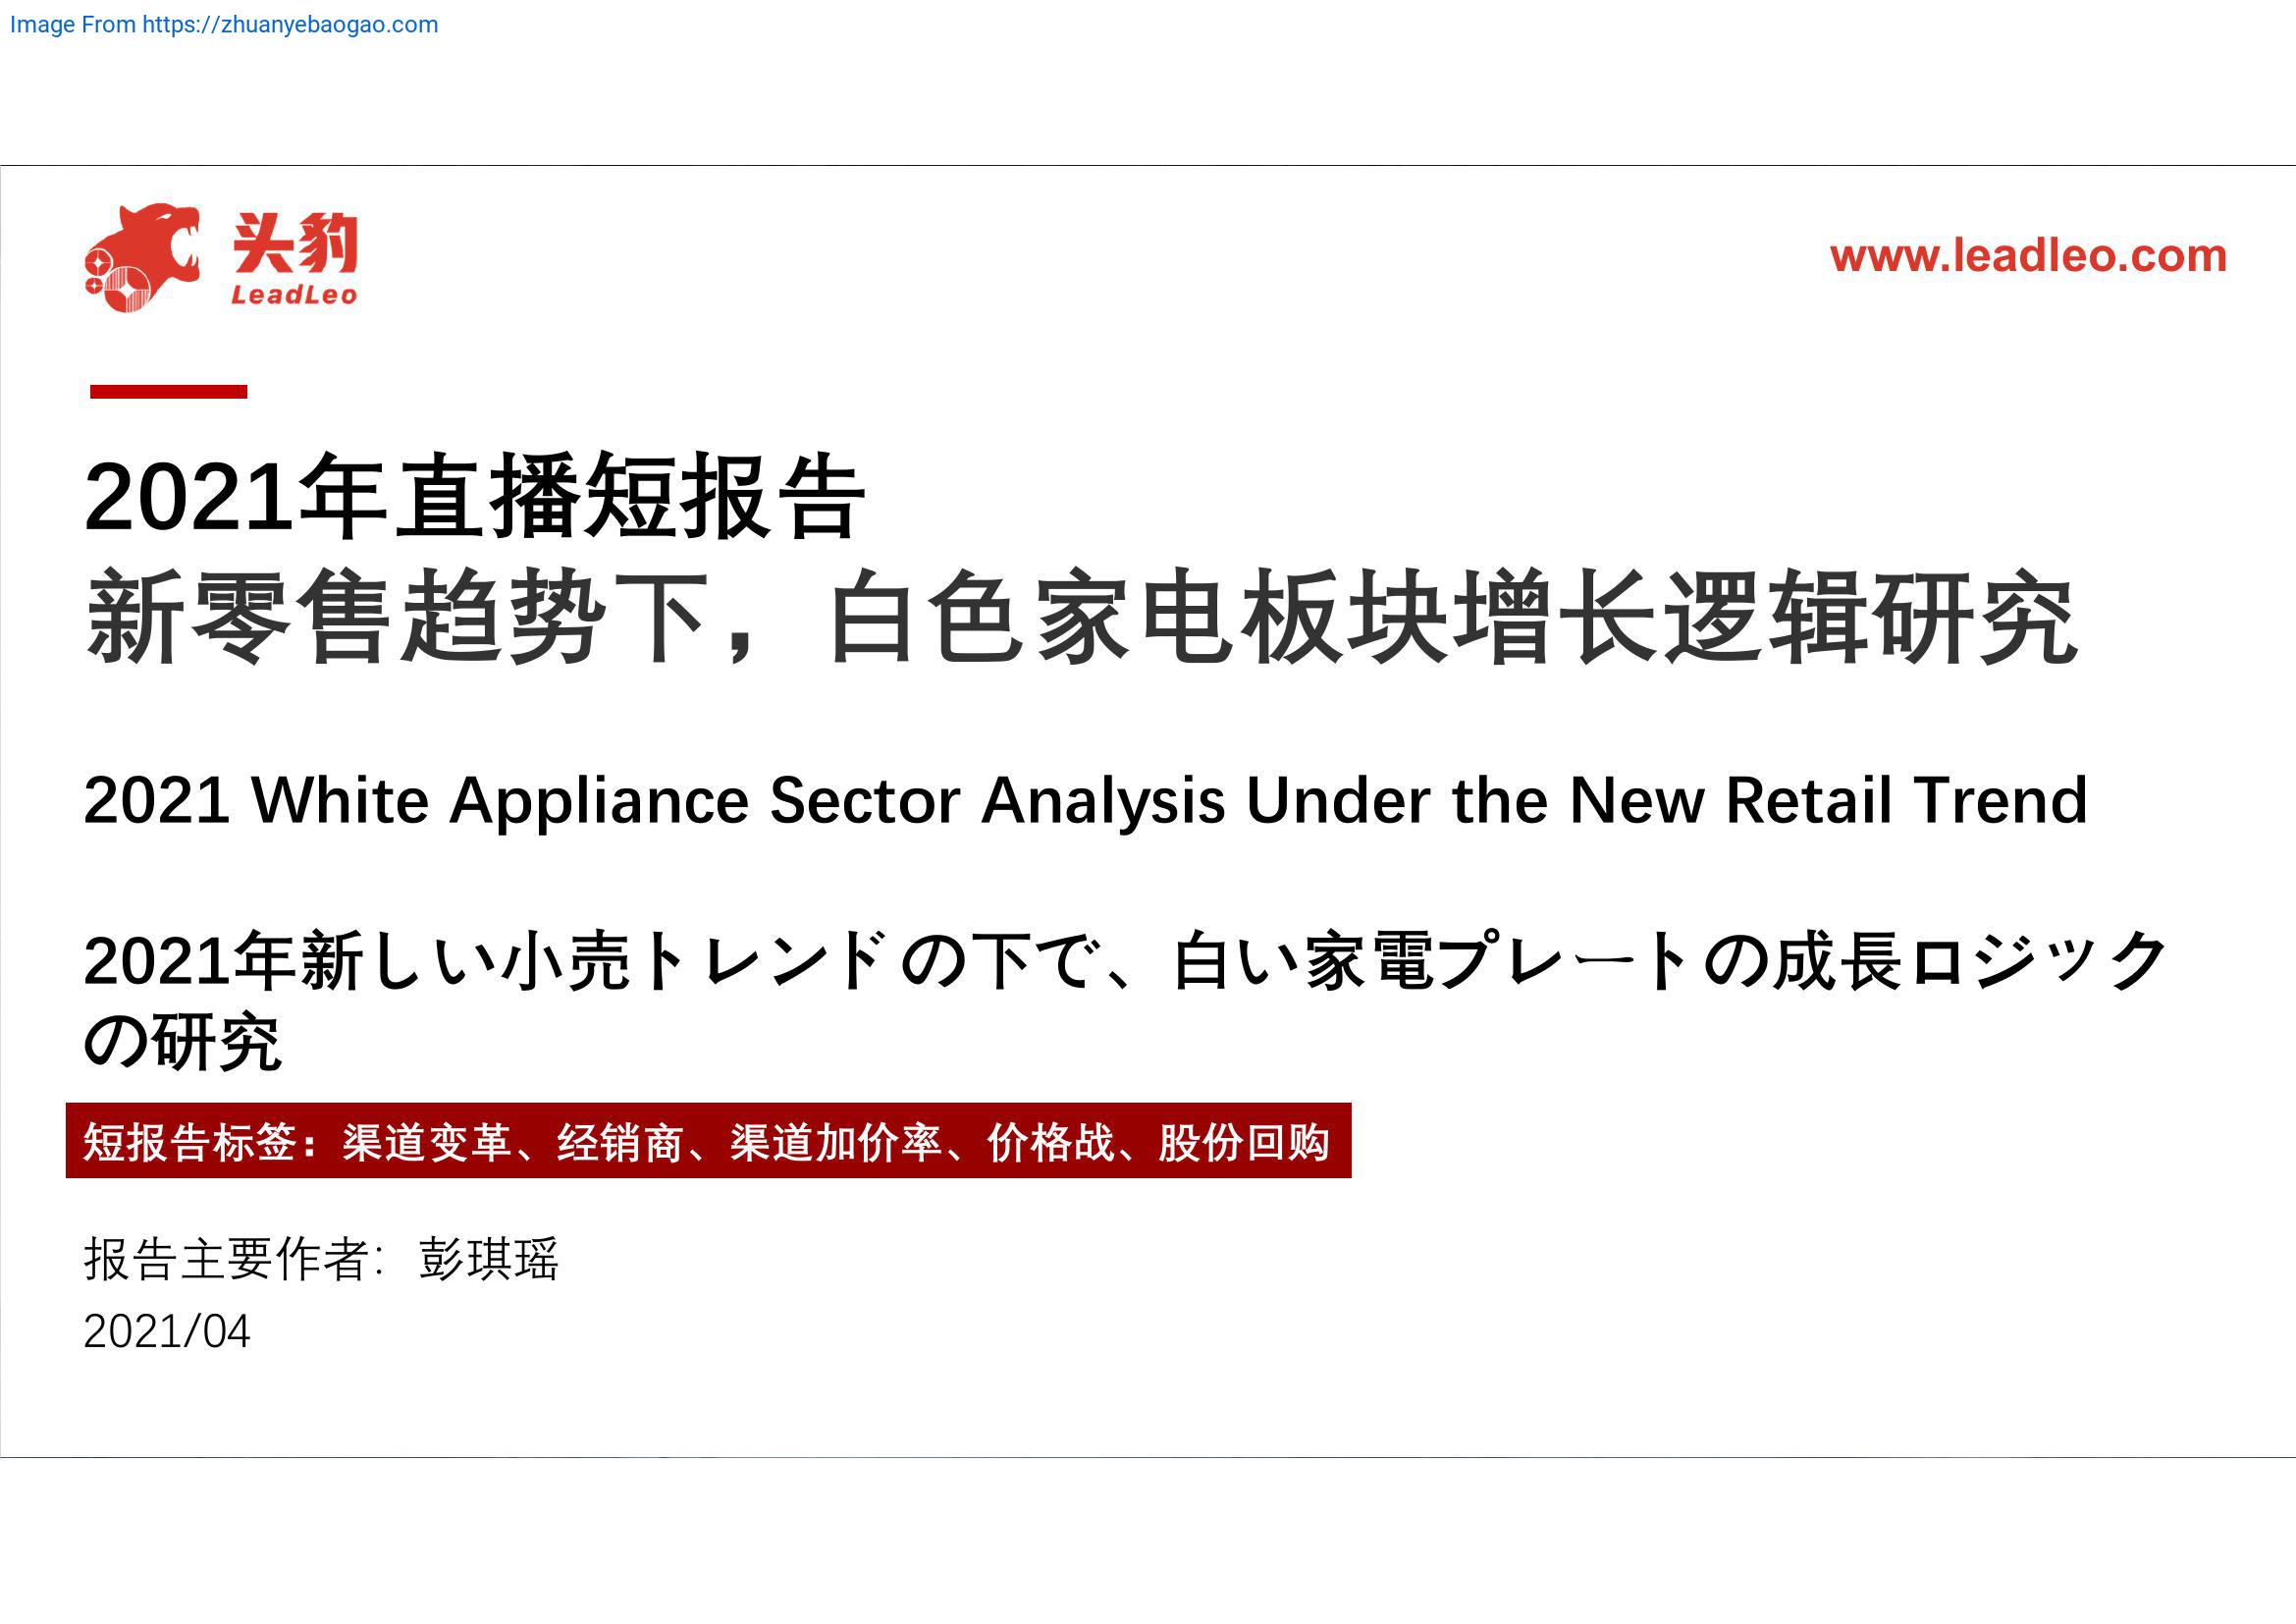 Image From https://zhuanyebaogao.com
头豹
LeadLeo
www.leadleo.com
2021年直播短报告
新零售趋势下，白色家电板块增长逻辑研究
2021 White Appliance Sector Analysis Under the New Retail Trend
2021年新しい小売トレンドの下で、白い家電プレートの成長ロジック
の研究
短报告标签：渠道变革、经销商、渠道加价率、价格战、股份回购
报告主要作者：彭琪瑶
2021/04